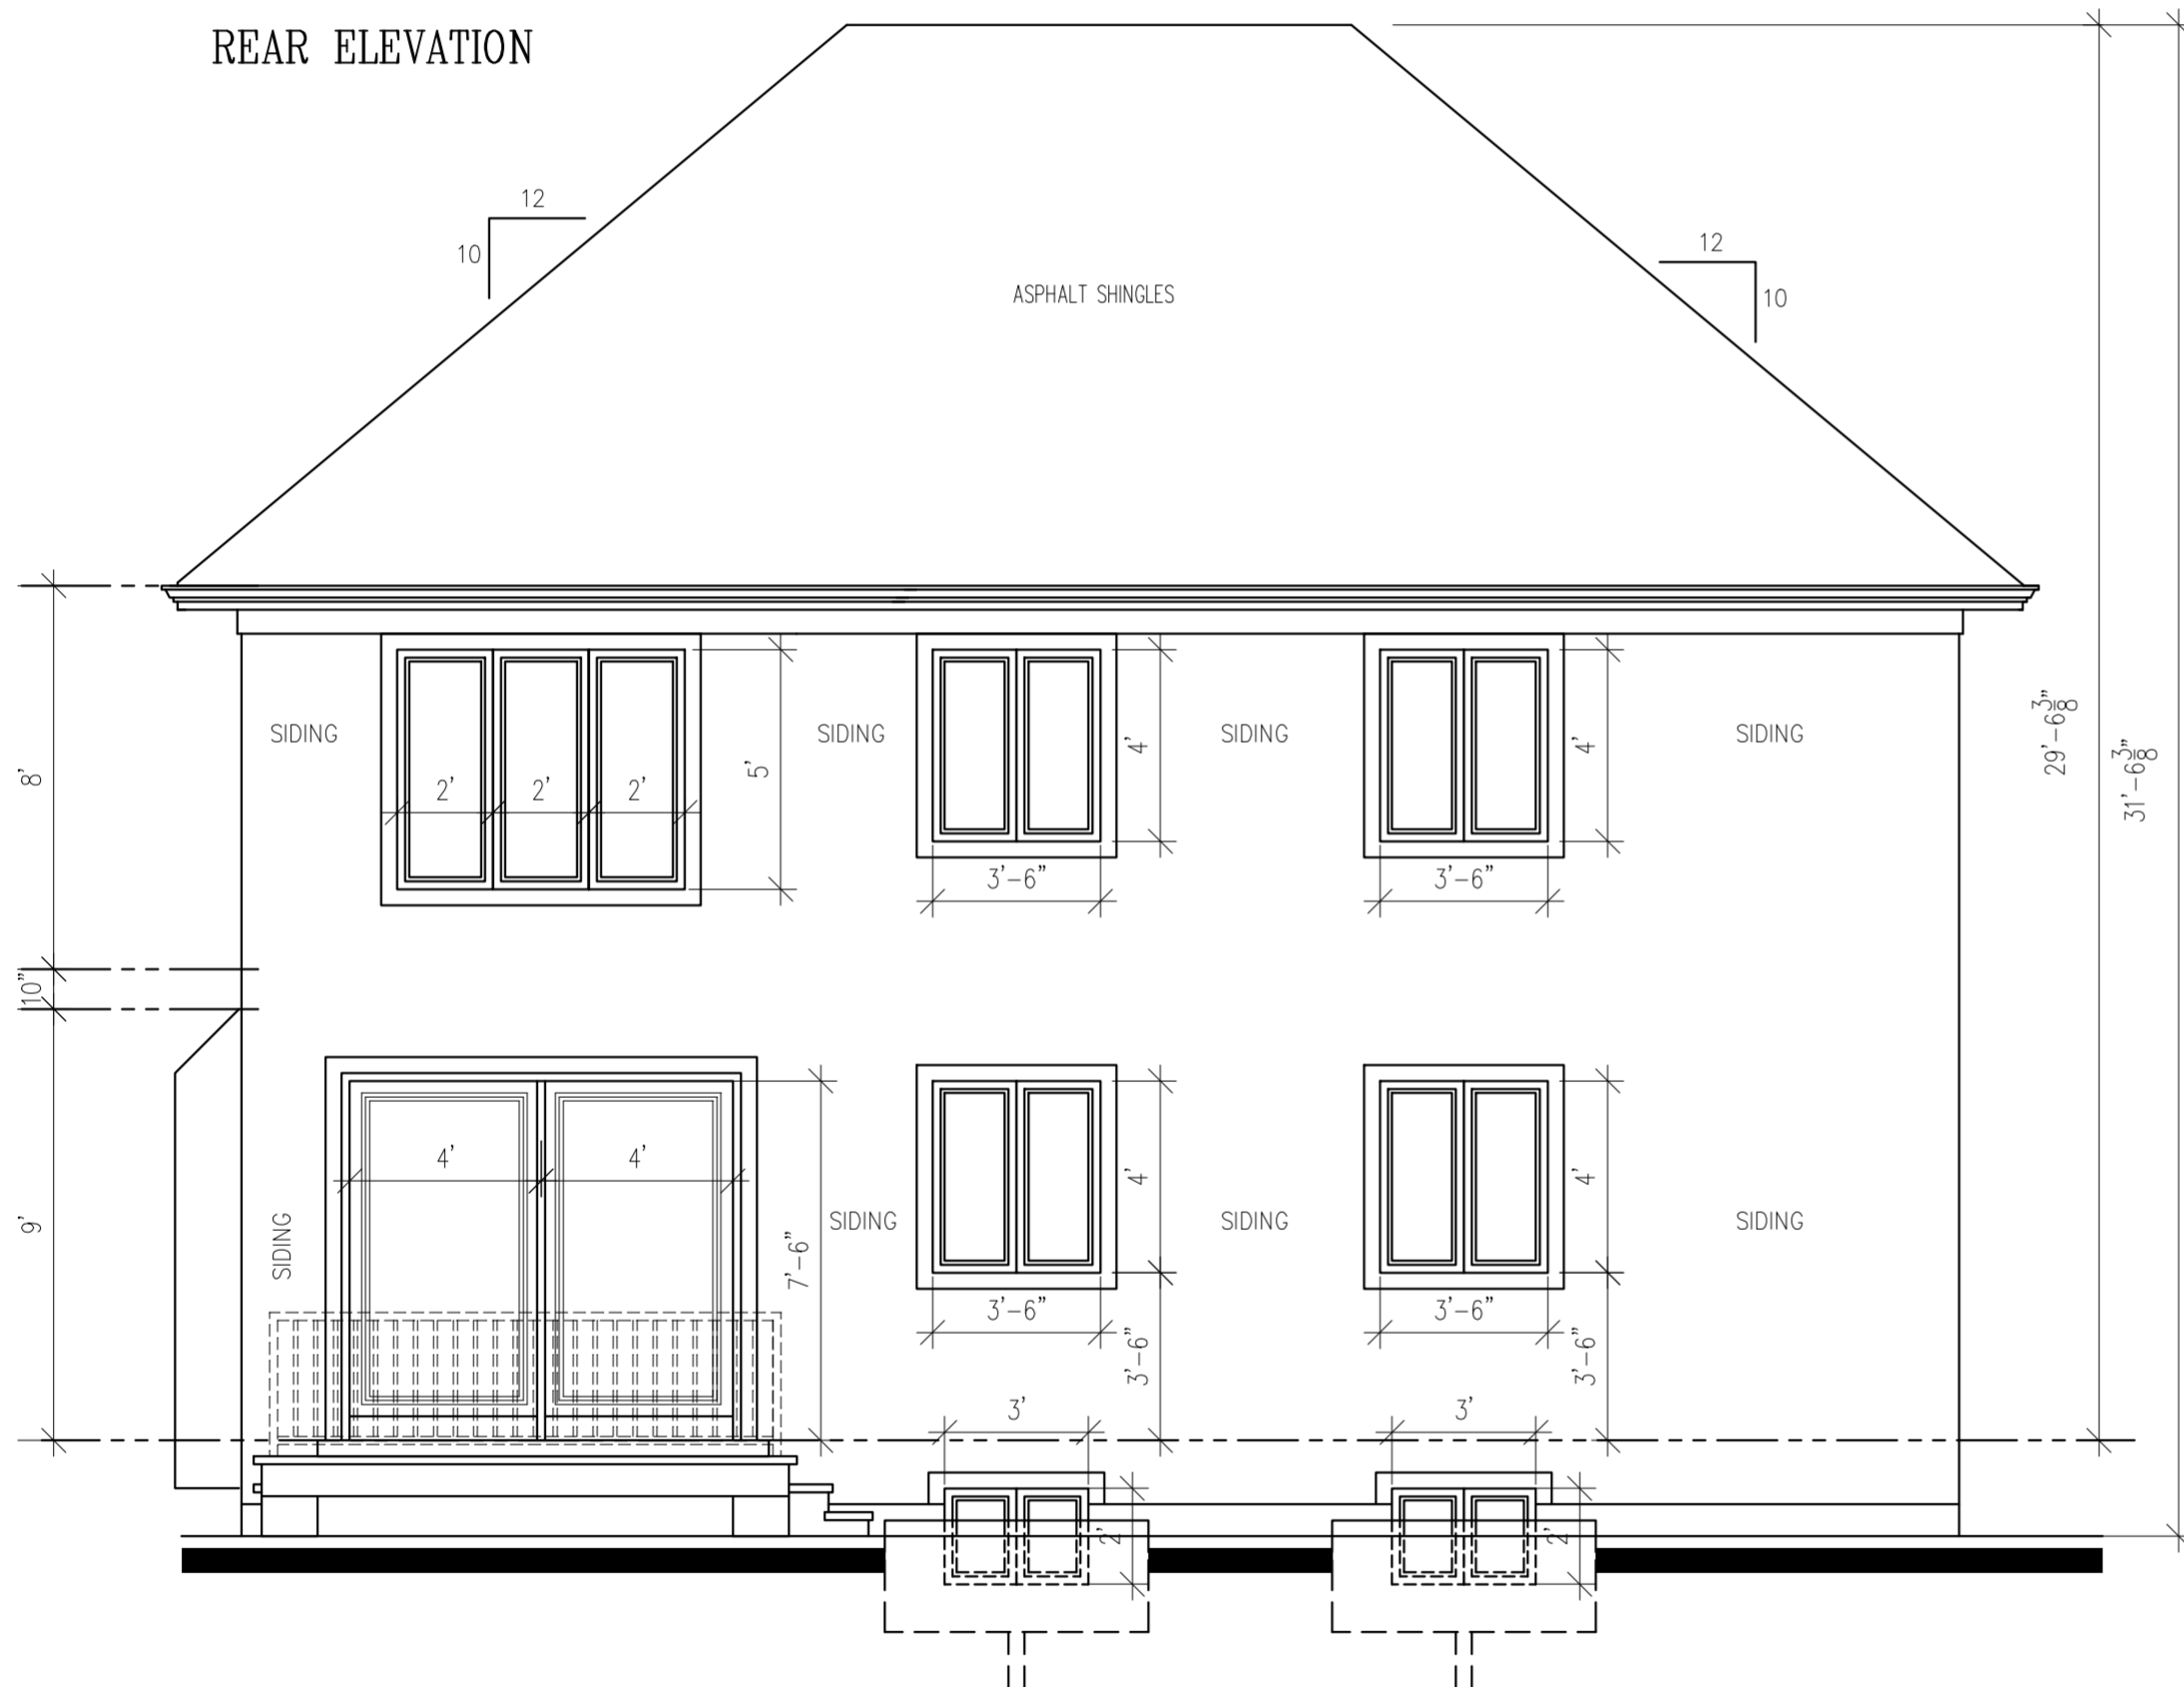 REAR ELEVATION
12
10
12
10
ASPHALT SHINGLES
29'-6 3/8"
31'-6 3/8"
8'
SIDING
2' 2' 2'
5'
SIDING
4'
3'-6"
SIDING
4'
3'-6"
SIDING
10"
9'
SIDING
4' 4'
7'-6"
SIDING
4'
3'-6"
3'-6"
SIDING
4'
3'-6"
3'-6"
SIDING
3'
2'
3'
2'